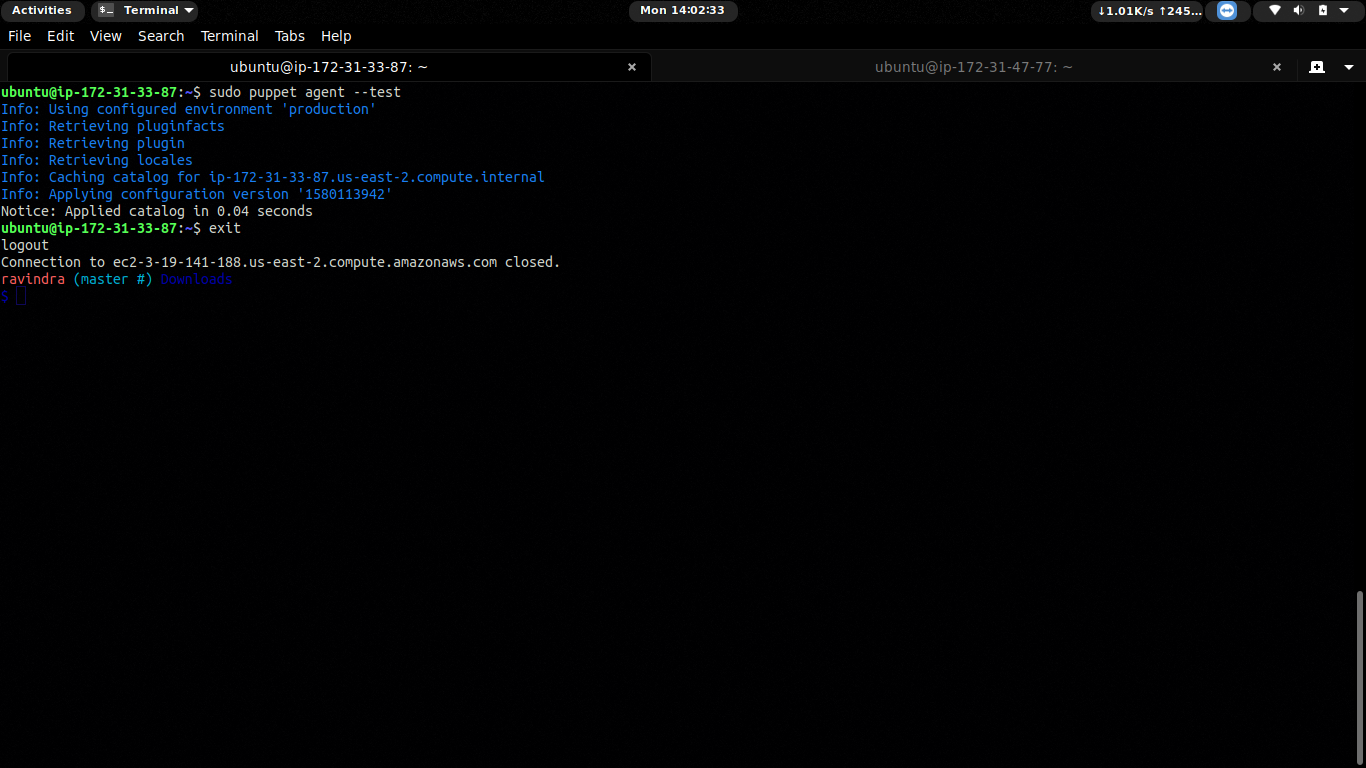 Activities Terminal Mon 14:02:33 ↓1.01K/s ↑245...
File Edit View Search Terminal Tabs Help
ubuntu@ip-172-31-33-87: ~ × ubuntu@ip-172-31-47-77: ~ ×
ubuntu@ip-172-31-33-87:~$ sudo puppet agent --test
Info: Using configured environment 'production'
Info: Retrieving pluginfacts
Info: Retrieving plugin
Info: Retrieving locales
Info: Caching catalog for ip-172-31-33-87.us-east-2.compute.internal
Info: Applying configuration version '1580113942'
Notice: Applied catalog in 0.04 seconds
ubuntu@ip-172-31-33-87:~$ exit
logout
Connection to ec2-3-19-141-188.us-east-2.compute.amazonaws.com closed.
ravindra (master #) Downloads
$